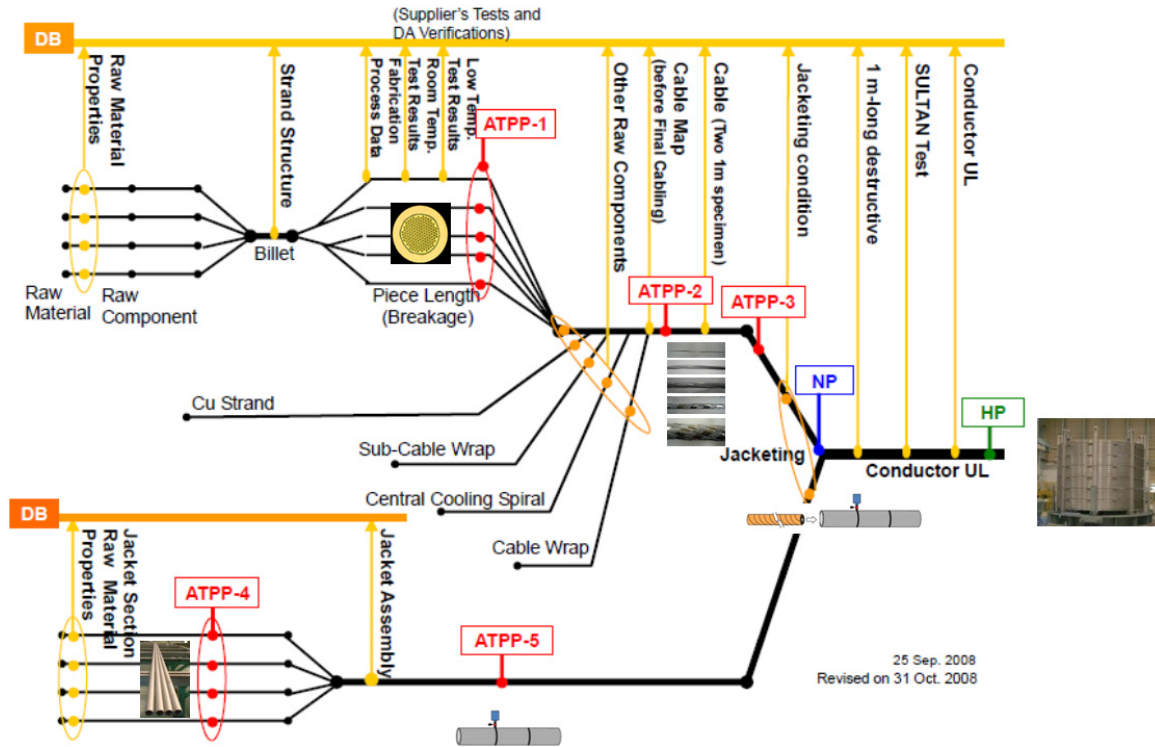 (Supplier's Tests and
DA Verifications)
DB
Raw Material
Properties
Strand Structure
Process Data
Fabrication
Test Results
Room Temp.
Test Results
Low Temp.
ATPP-1
Other Raw Components
(before Final Cabling)
Cable Map
Cable (Two 1m specimen)
Jacketing condition
1 m-long destructive
SULTAN Test
Conductor UL
Billet
Raw
Material
Raw
Component
Piece Length
(Breakage)
ATPP-2
ATPP-3
NP
HP
Cu Strand
Sub-Cable Wrap
Jacketing
Conductor UL
Central Cooling Spiral
Cable Wrap
DB
Jacket Section
Raw Material
Properties
ATPP-4
Jacket Assembly
ATPP-5
25 Sep. 2008
Revised on 31 Oct. 2008